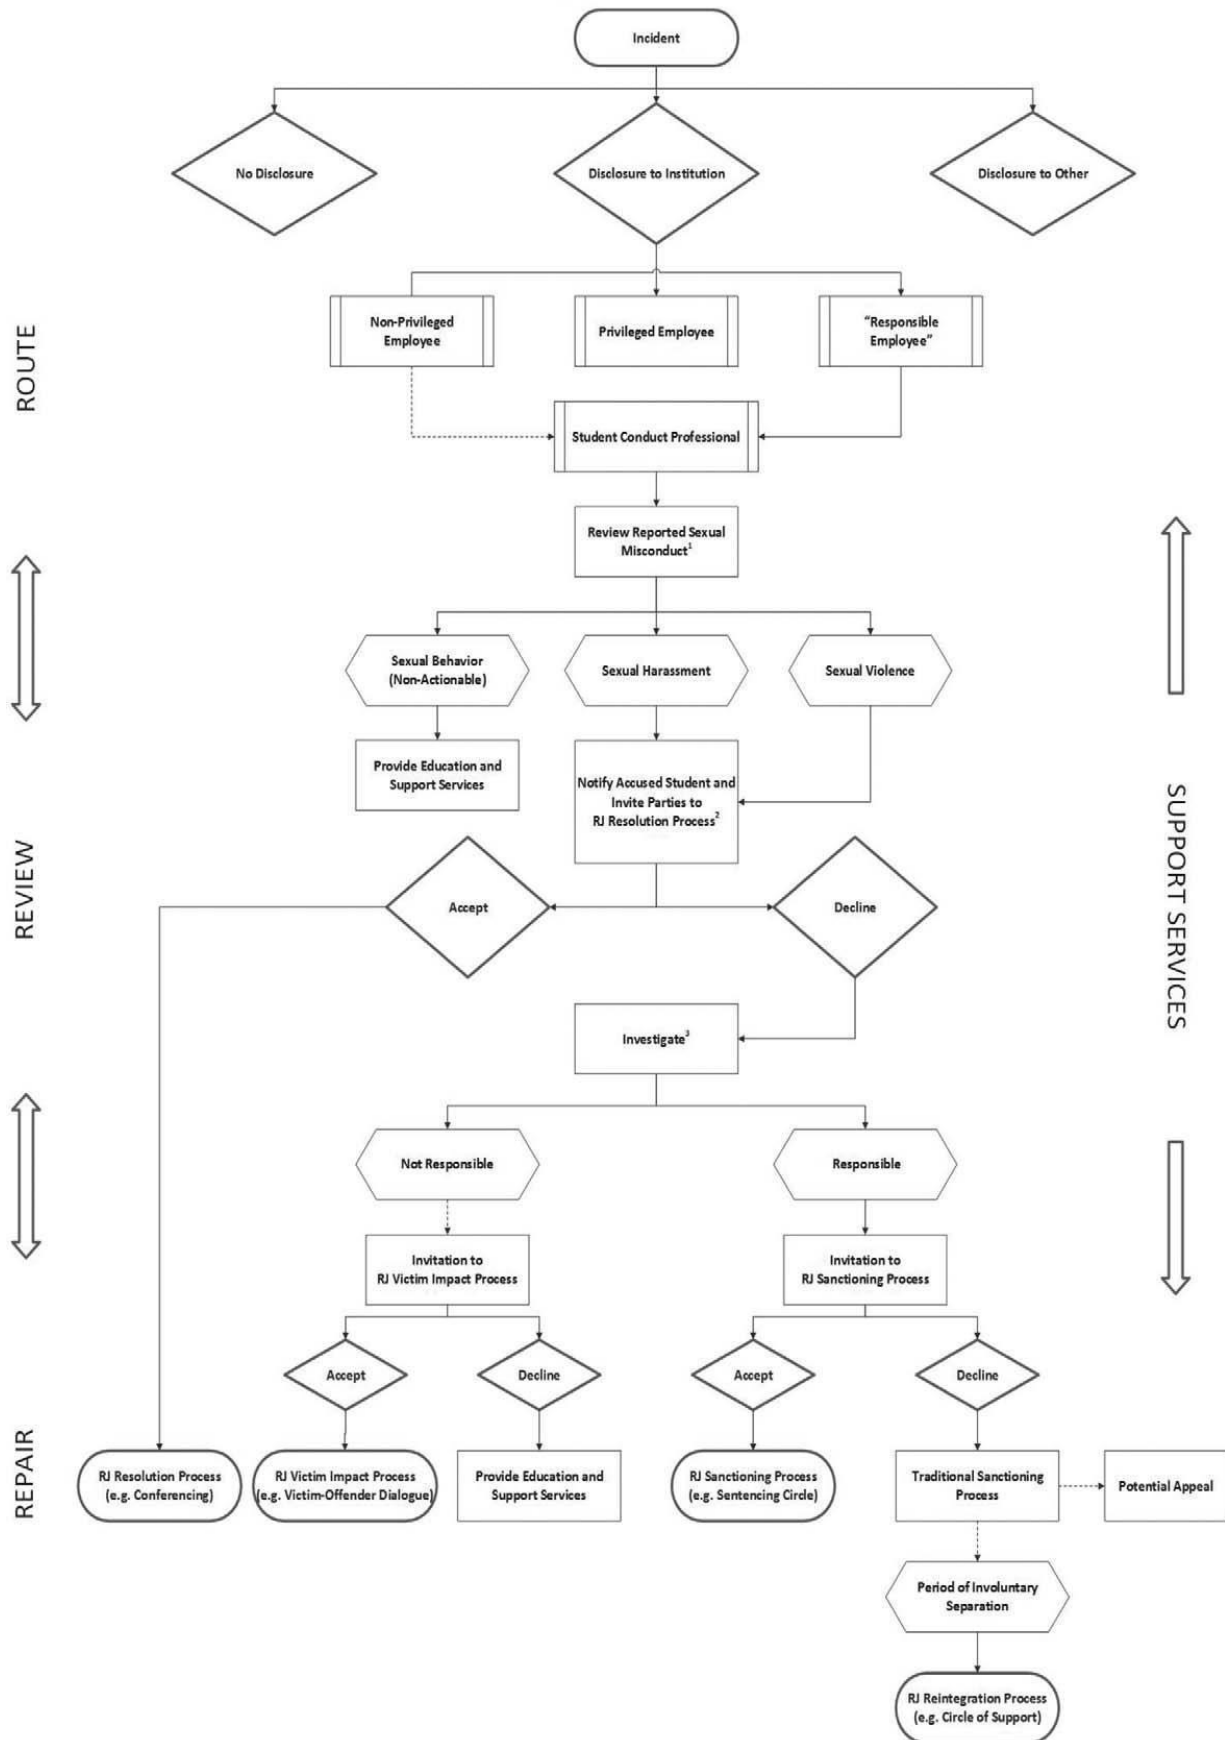 Incident
No Disclosure
Disclosure to Institution
Disclosure to Other
Non-Privileged
Employee
Privileged Employee
“Responsible
Employee”
ROUTE
Student Conduct Professional
Review Reported Sexual
Misconduct1
Sexual Behavior
(Non-Actionable)
Sexual Harassment
Sexual Violence
Provide Education and
Support Services
Notify Accused Student and
Invite Parties to
RJ Resolution Process2
REVIEW
SUPPORT SERVICES
Accept
Decline
Investigate3
Not Responsible
Responsible
Invitation to
RJ Victim Impact Process
Invitation to
RJ Sanctioning Process
Accept
Decline
Accept
Decline
REPAIR
RJ Resolution Process
(e.g. Conferencing)
RJ Victim Impact Process
(e.g. Victim-Offender Dialogue)
Provide Education and
Support Services
RJ Sanctioning Process
(e.g. Sentencing Circle)
Traditional Sanctioning
Process
Potential Appeal
Period of Involuntary
Separation
RJ Reintegration Process
(e.g. Circle of Support)